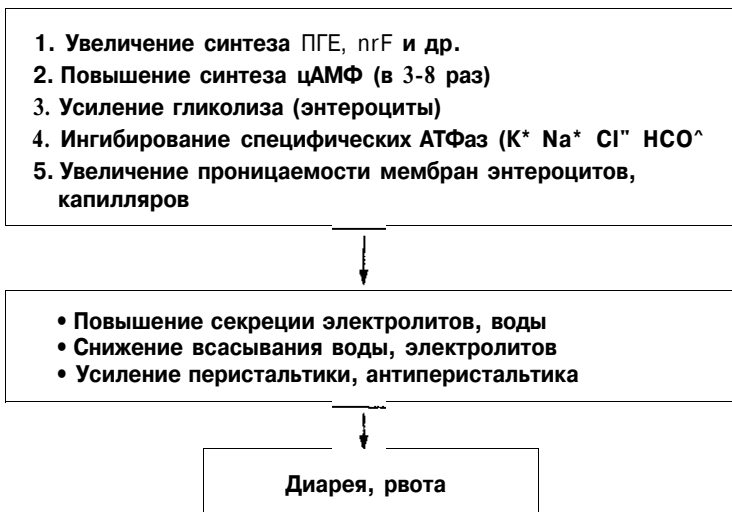 1. Увеличение синтеза ПГЕ, nrF и др.
2. Повышение синтеза цАМФ (в 3-8 раз)
3. Усиление гликолиза (энтероциты)
4. Ингибирование специфических АТФаз (K* Na* Cl" HCO^
5. Увеличение проницаемости мембран энтероцитов,
капилляров
• Повышение секреции электролитов, воды
• Снижение всасывания воды, электролитов
• Усиление перистальтики, антиперистальтика
Диарея, рвота